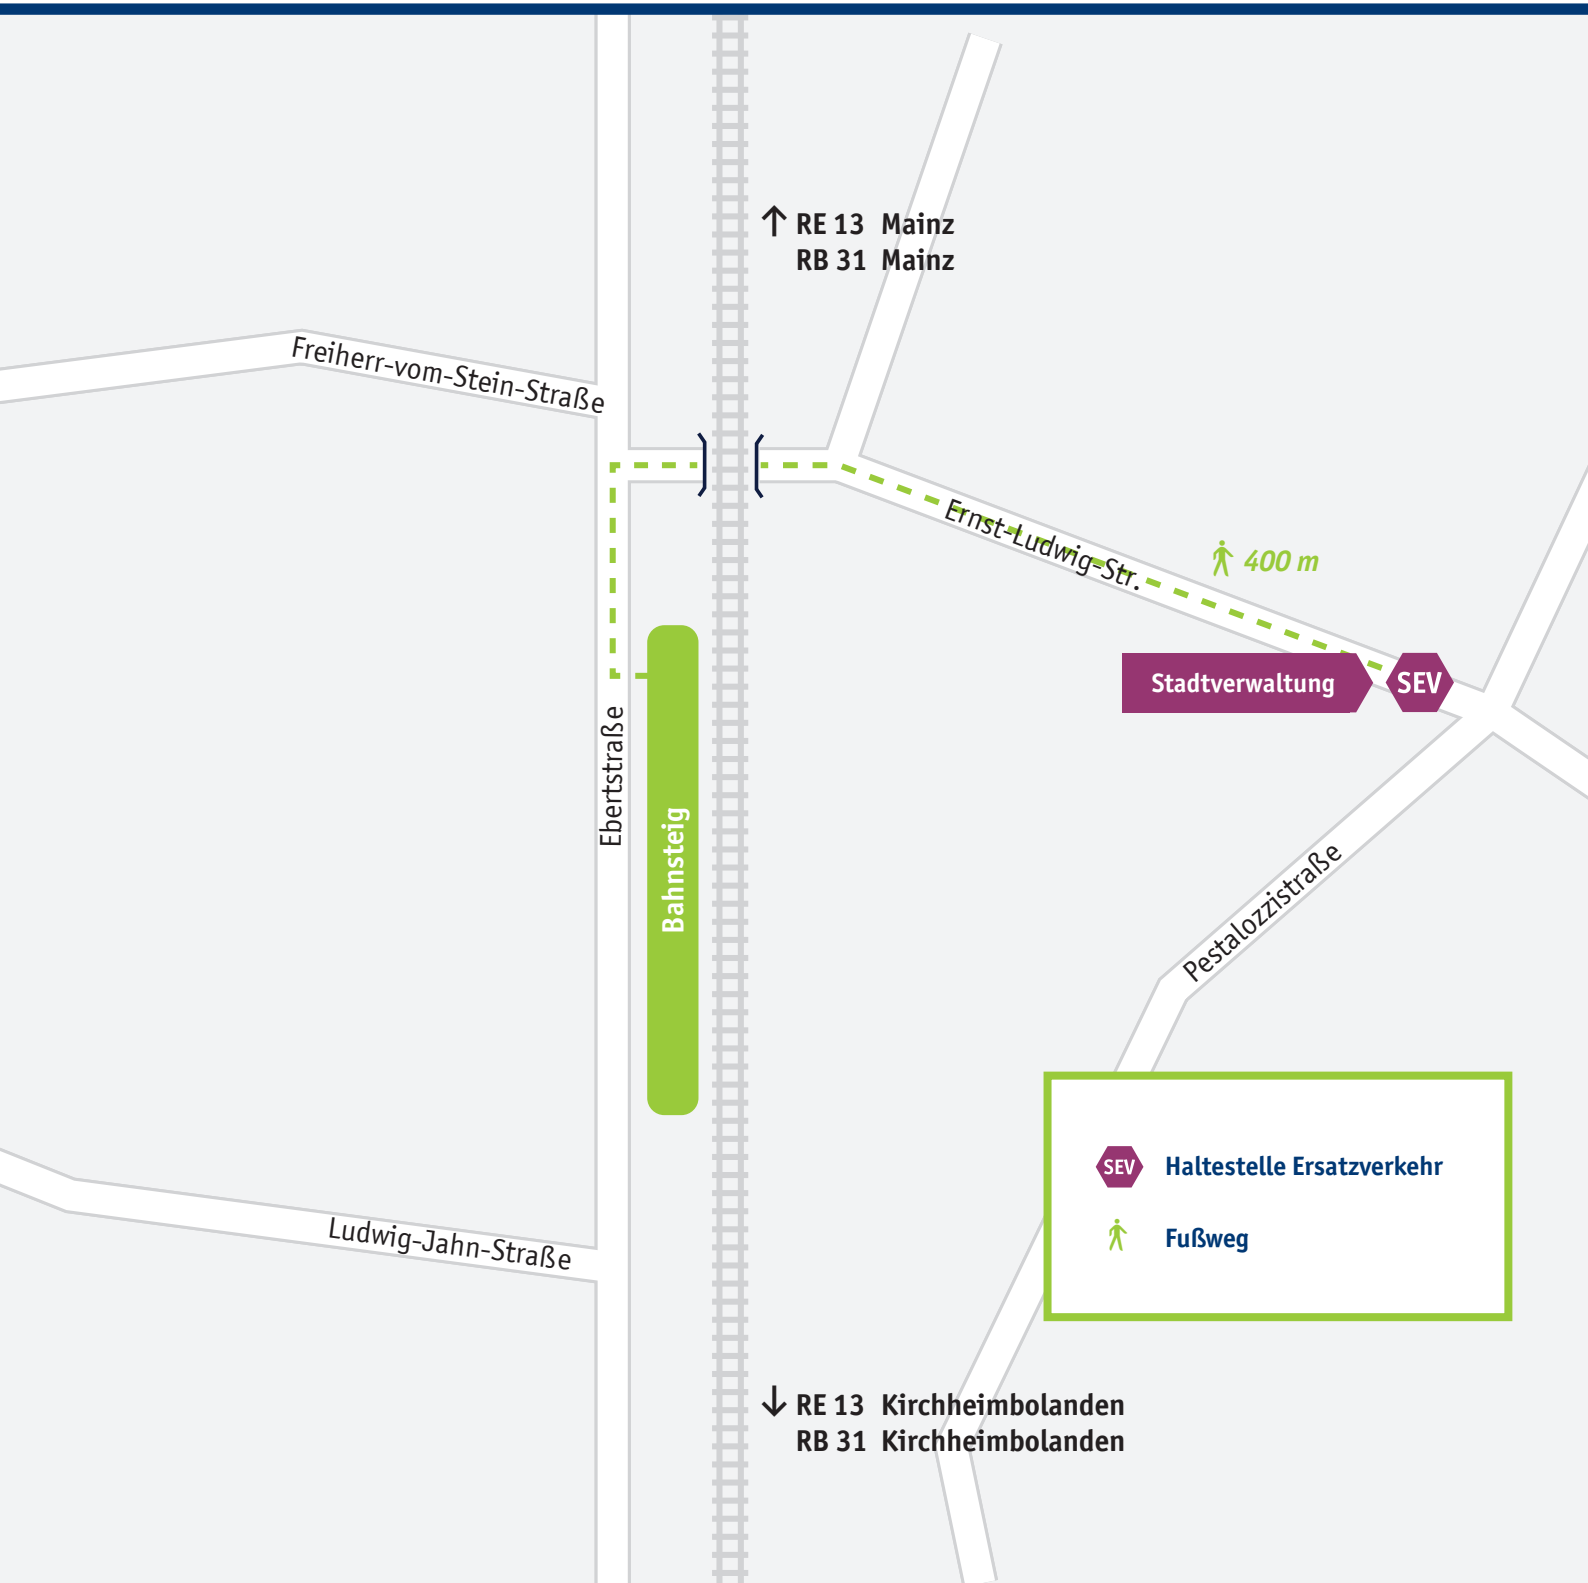 RE 13 Mainz
RB 31 Mainz
Freiherr-vom-Stein-Straße
Ernst-Ludwig-Str.
400 m
Stadtverwaltung
SEV
Ebertstraße
Bahnsteig
Pestalozzistraße
SEV Haltestelle Ersatzverkehr
Fußweg
Ludwig-Jahn-Straße
RE 13 Kirchheimbolanden
RB 31 Kirchheimbolanden